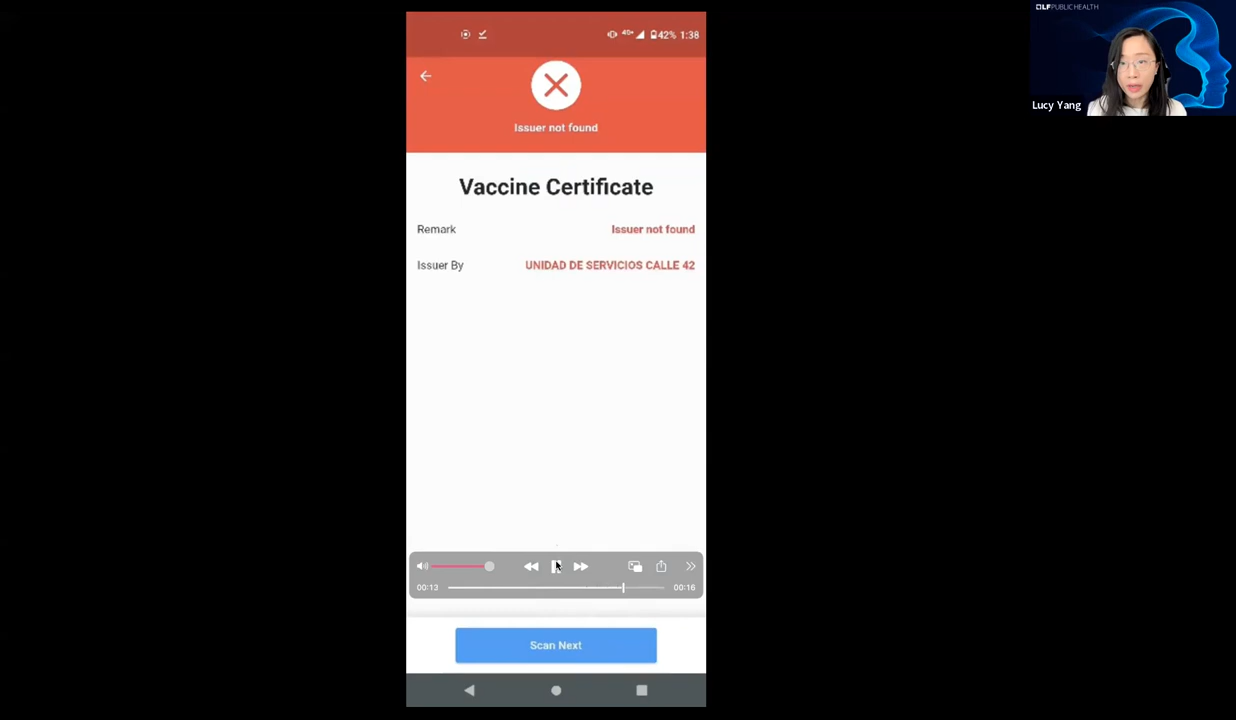 LF PUBLIC HEALTH
Lucy Yang
42% 1:38
Issuer not found
Vaccine Certificate
Remark Issuer not found
Issuer By UNIDAD DE SERVICIOS CALLE 42
00:13 00:16
Scan Next